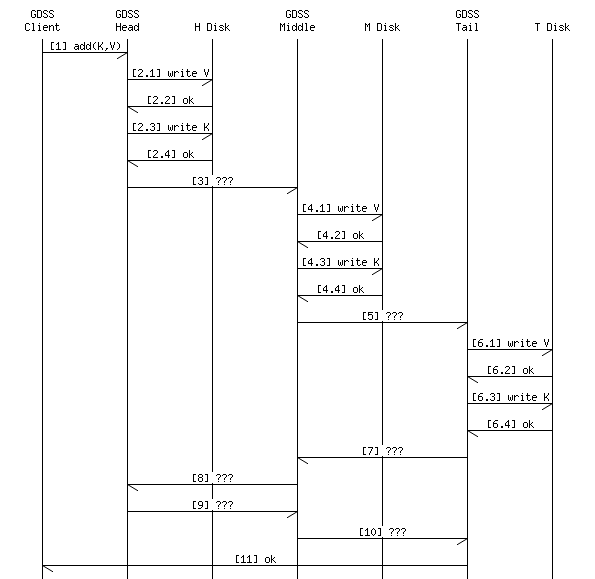 GDSS GDSS GDSS GDSS
Client Head H Disk Middle M Disk Tail T Disk
[1] add(K,V)
[2.1] write V
[2.2] ok
[2.3] write K
[2.4] ok
[3] ???
[4.1] write V
[4.2] ok
[4.3] write K
[4.4] ok
[5] ???
[6.1] write V
[6.2] ok
[6.3] write K
[6.4] ok
[7] ???
[8] ???
[9] ???
[10] ???
[11] ok